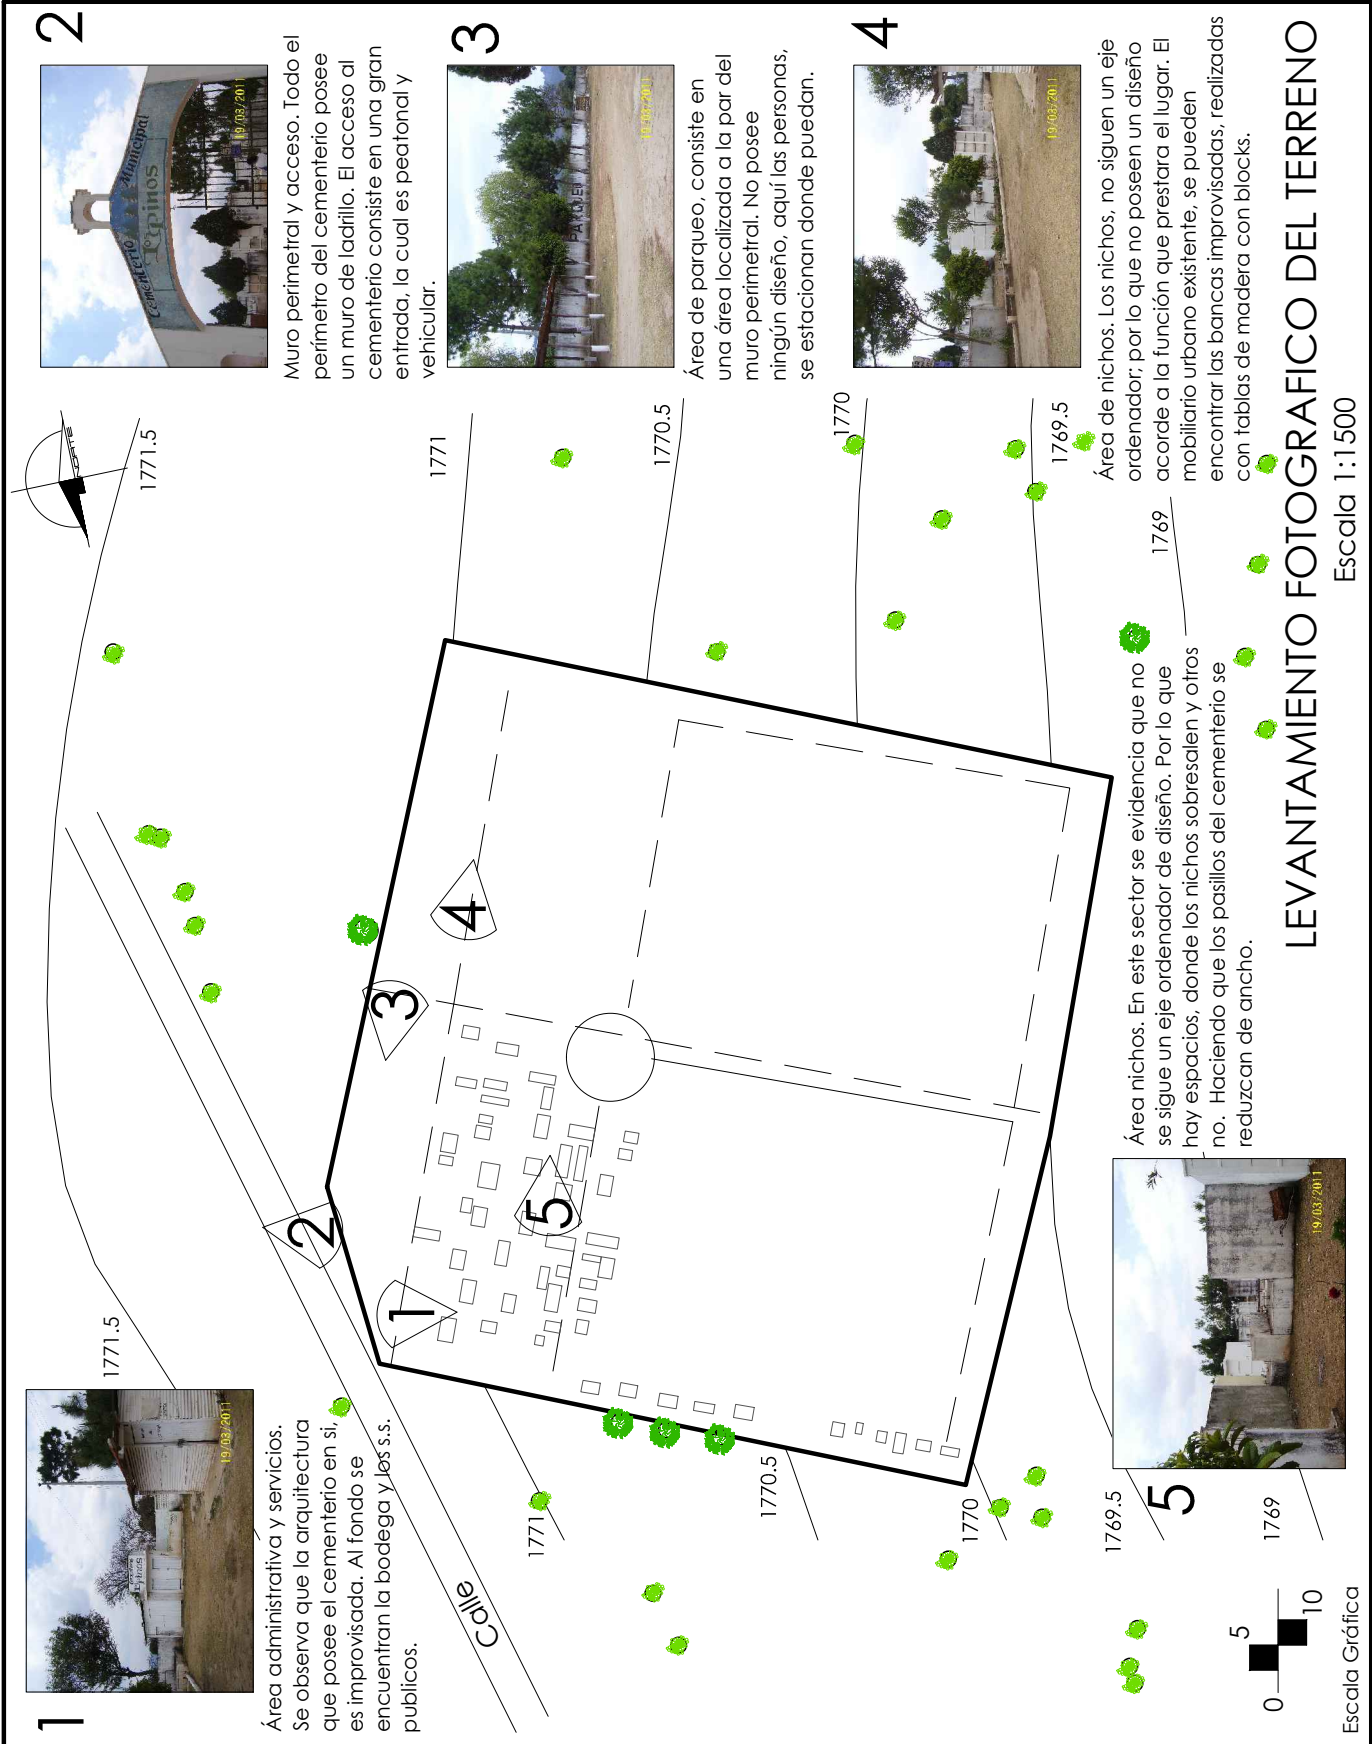 1
19/03/2011
Área administrativa y servicios.
Se observa que la arquitectura
que posee el cementerio en si,
es improvisada. Al fondo se
encuentran la bodega y los s.s.
publicos.
2
Cementerio Municipal
19/03/2011
Muro perimetral y acceso. Todo el
perímetro del cementerio posee
un muro de ladrillo. El acceso al
cementerio consiste en una gran
entrada, la cual es peatonal y
vehicular.
3
PARQUEO
19/03/2011
Área de parqueo, consiste en
una área localizada a la par del
muro perimetral. No posee
ningún diseño, aquí las personas,
se estacionan donde puedan.
4
19/03/2011
Área de nichos. Los nichos, no siguen un eje
ordenador; por lo que no poseen un diseño
acorde a la función que prestara el lugar. El
mobiliario urbano existente, se pueden
encontrar las bancas improvisadas, realizadas
con tablas de madera con blocks.
5
19/03/2011
Área nichos. En este sector se evidencia que no
se sigue un eje ordenador de diseño. Por lo que
hay espacios, donde los nichos sobresalen y otros
no. Haciendo que los pasillos del cementerio se
reduzcan de ancho.
NORTE
1771.5
1771.5
1771
1771
1770.5
1770.5
1770
1770
1769.5
1769.5
1769
1769
Calle
1
2
3
4
5
0
5
10
Escala Gráfica
LEVANTAMIENTO FOTOGRAFICO DEL TERRENO
Escala 1:1500